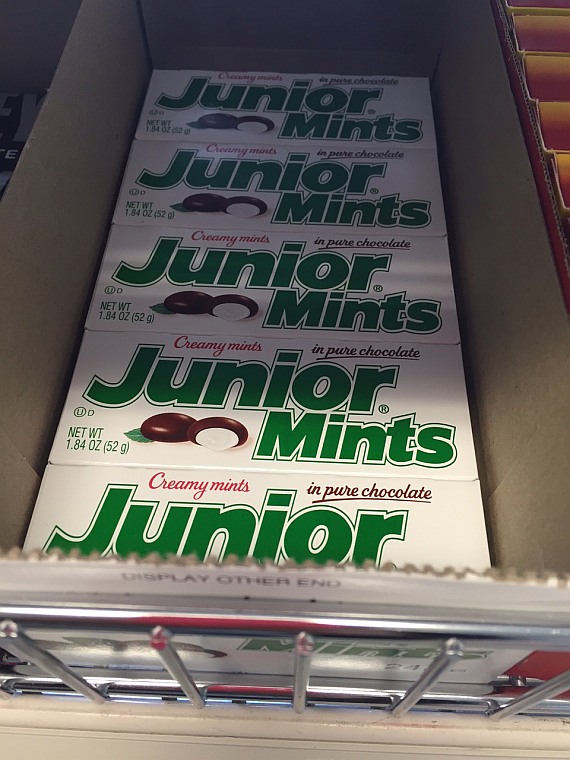 Creamy mints in pure chocolate
Junior®
NET WT
1.84 OZ (52 g)
Mints
Creamy mints in pure chocolate
Junior®
U D
NET WT
1.84 OZ (52 g)
Mints
Creamy mints in pure chocolate
Junior®
U D
NET WT
1.84 OZ (52 g)
Mints
Creamy mints in pure chocolate
Junior®
U D
NET WT
1.84 OZ (52 g)
Mints
Creamy mints in pure chocolate
Junior
DISPLAY OTHER END
Mints